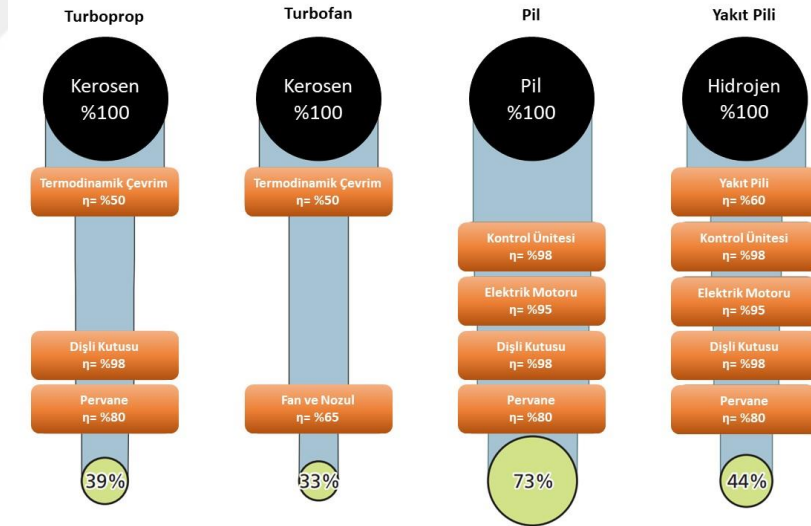 Turboprop
Kerosen
%100
Termodinamik Çevrim
η= %50
Dişli Kutusu
η= %98
Pervane
η= %80
39%
Turbofan
Kerosen
%100
Termodinamik Çevrim
η= %50
Fan ve Nozul
η= %65
33%
Pil
Pil
%100
Kontrol Ünitesi
η= %98
Elektrik Motoru
η= %95
Dişli Kutusu
η= %98
Pervane
η= %80
73%
Yakıt Pili
Hidrojen
%100
Yakıt Pili
η= %60
Kontrol Ünitesi
η= %98
Elektrik Motoru
η= %95
Dişli Kutusu
η= %98
Pervane
η= %80
44%